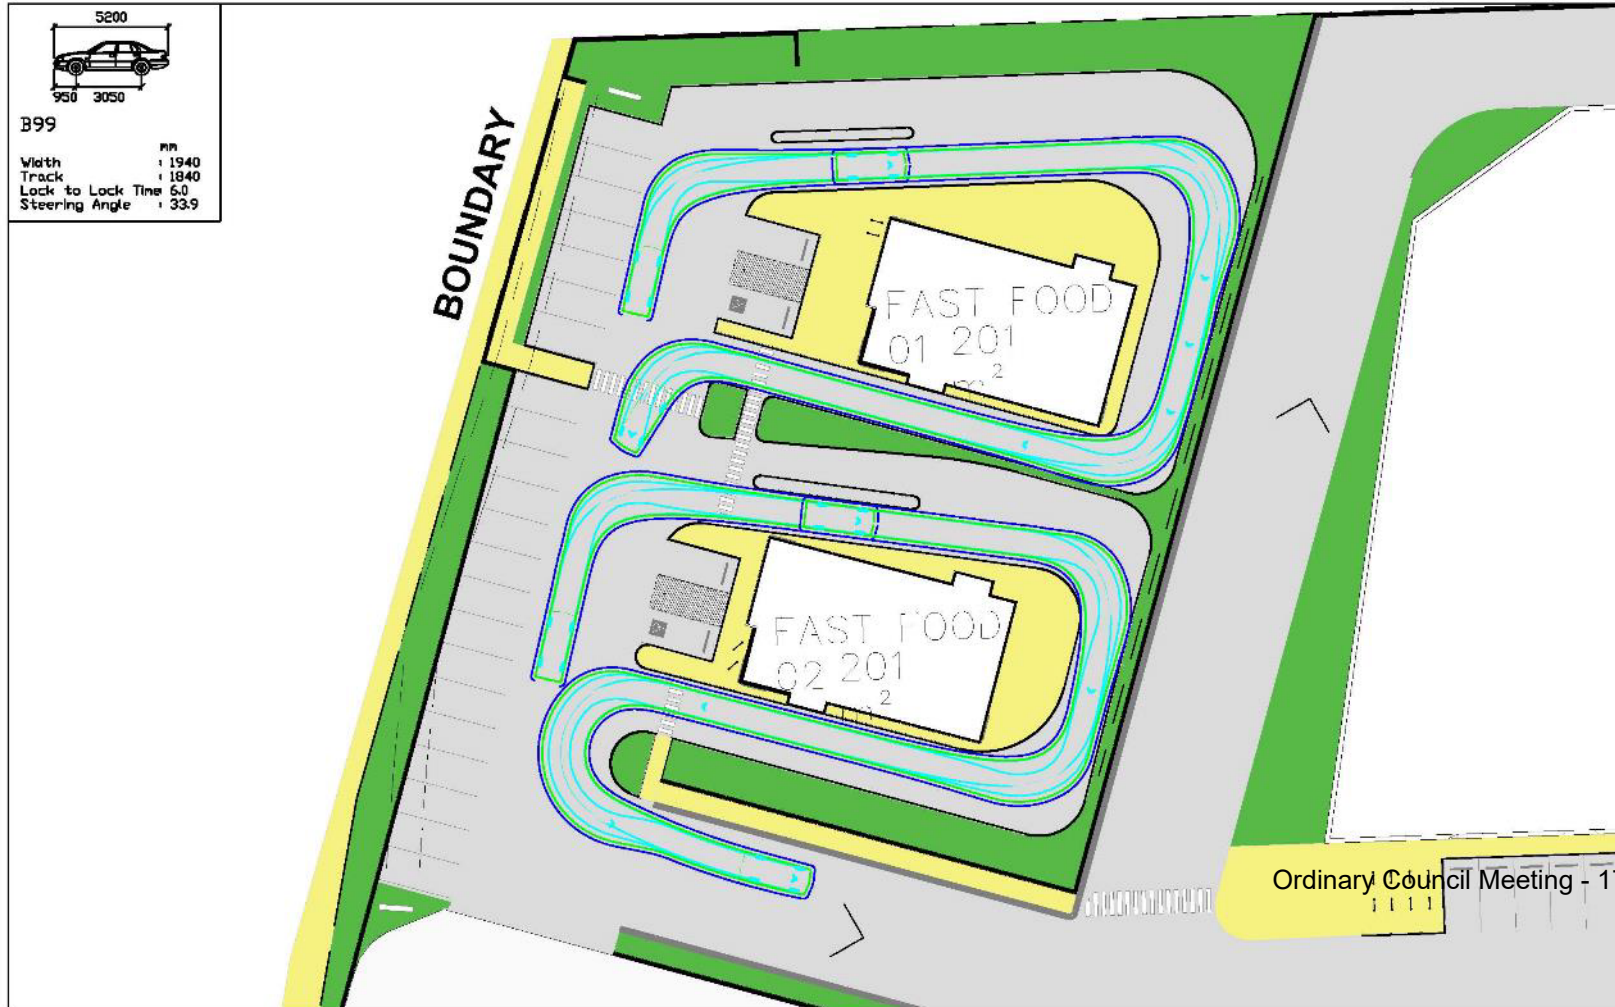 5200
950 3050
B99
mm
Width : 1940
Track : 1840
Lock to Lock Time : 6.0
Steering Angle : 33.9
BOUNDARY
FAST FOOD
01 201
m2
FAST FOOD
02 201
m2
Ordinary Council Meeting - 17